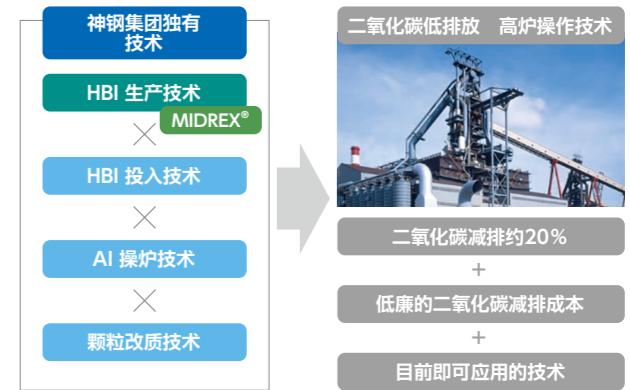 神钢集团独有
技术
HBI 生产技术
MIDREX®
×
HBI 投入技术
×
AI 操炉技术
×
颗粒改质技术
二氧化碳低排放　高炉操作技术
二氧化碳减排约20%
+
低廉的二氧化碳减排成本
+
目前即可应用的技术